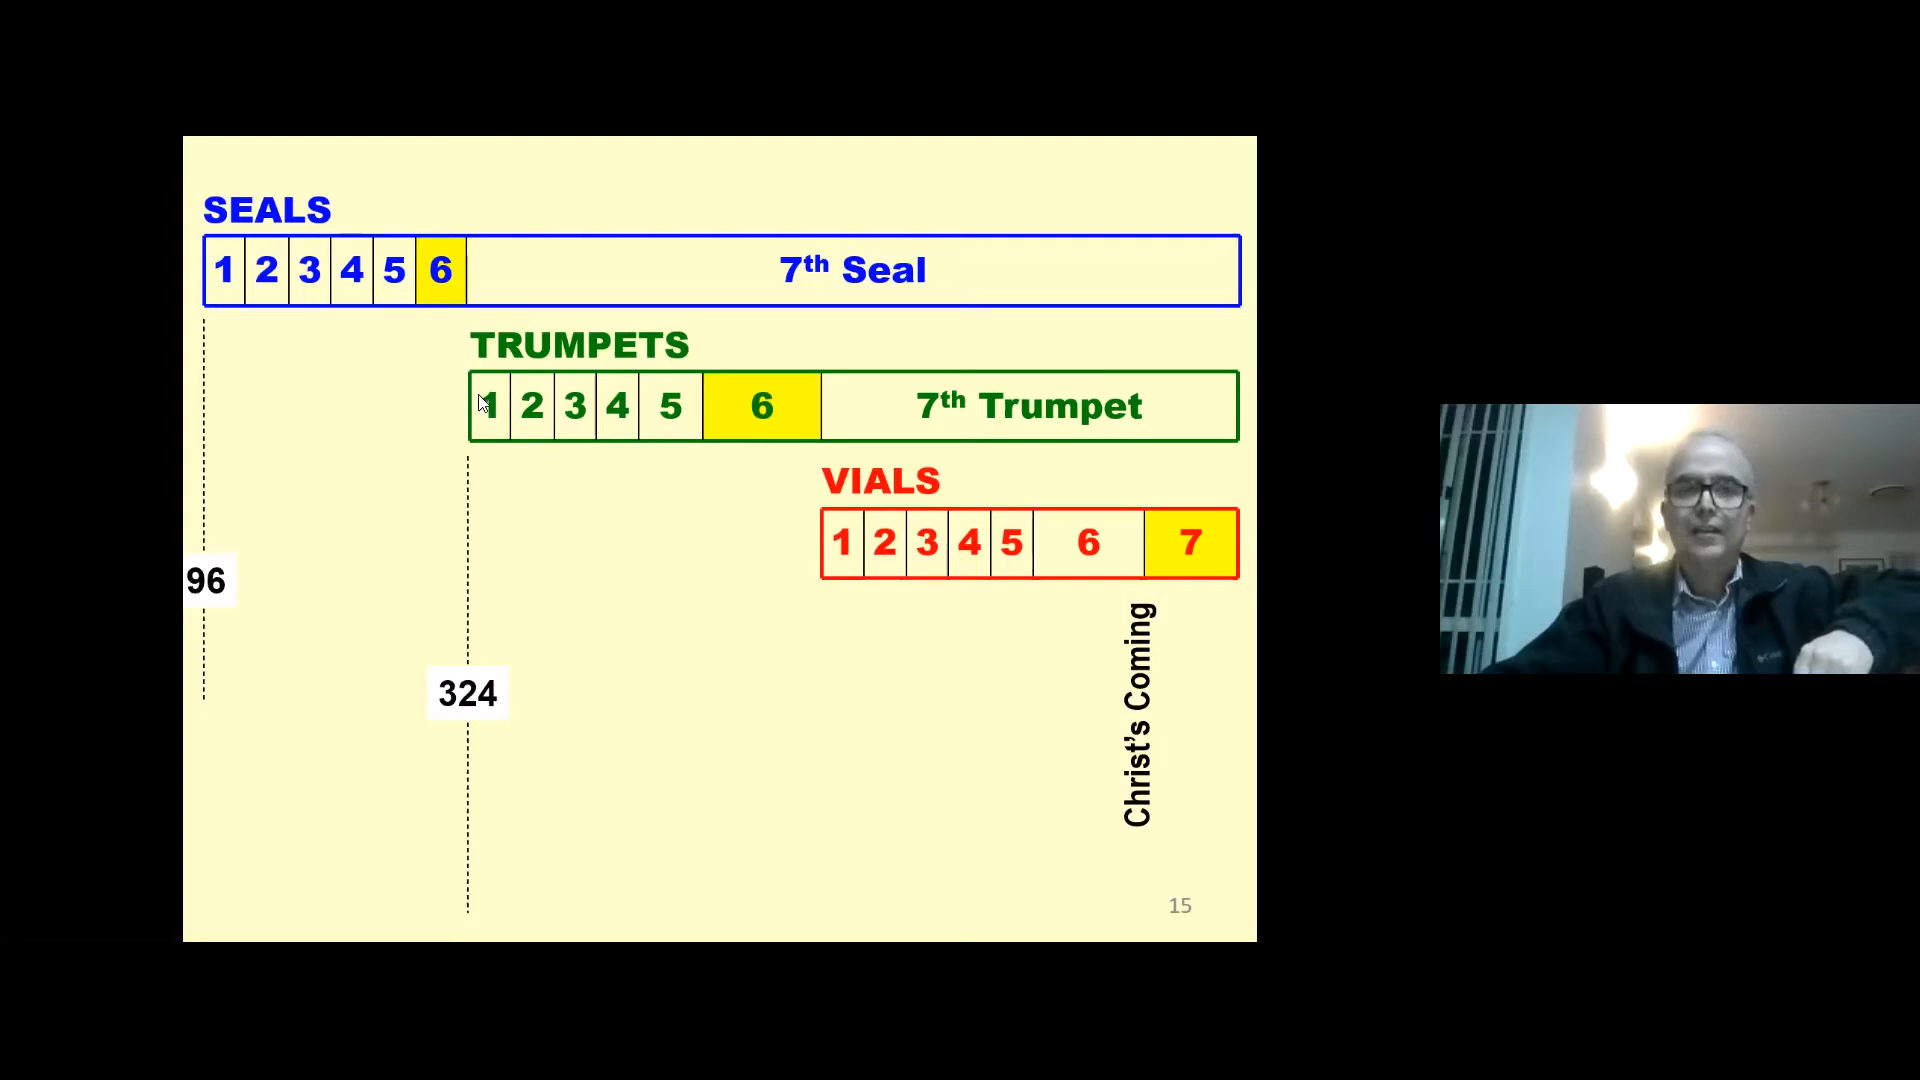 SEALS
1 2 3 4 5 6 7th Seal
TRUMPETS
1 2 3 4 5 6 7th Trumpet
VIALS
1 2 3 4 5 6 7
96
324
Christ's Coming
15